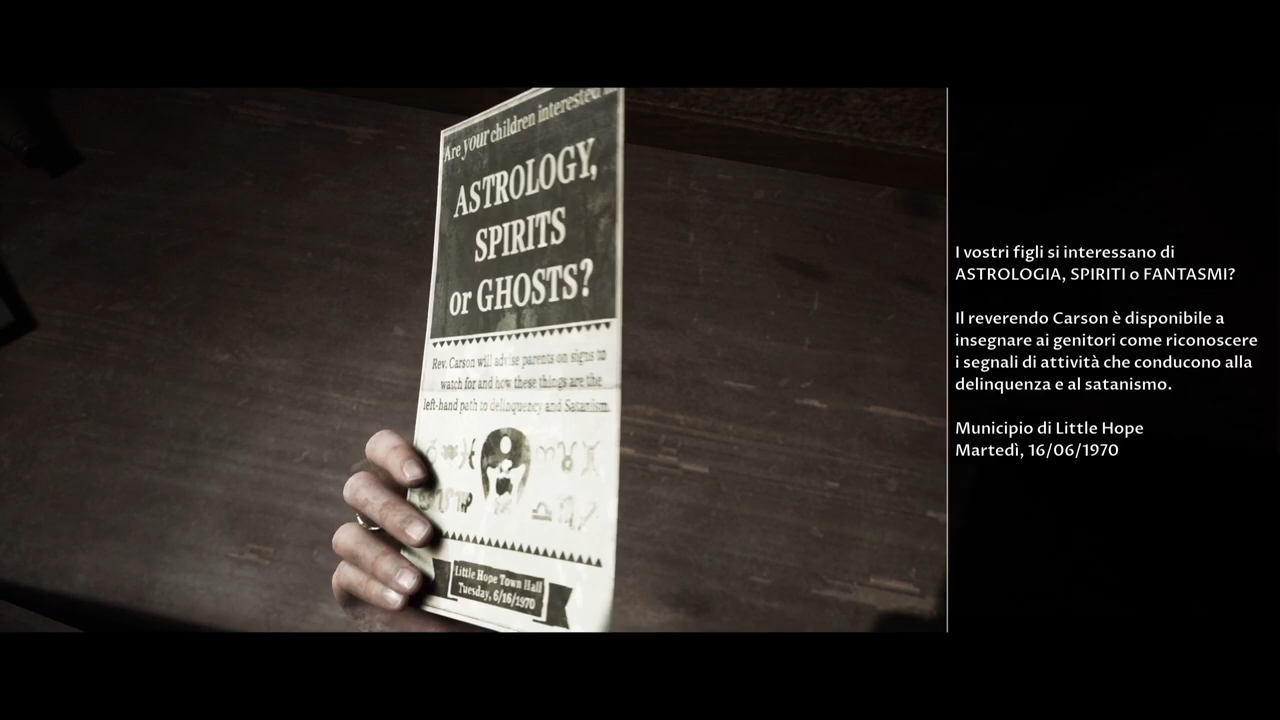 Are your children interested in
ASTROLOGY,
SPIRITS
or GHOSTS?
Rev. Carson will advise parents on signs to
watch for and how these things are the
left-hand path to delinquency and Satanism.
Little Hope Town Hall
Tuesday, 6/16/1970
I vostri figli si interessano di
ASTROLOGIA, SPIRITI o FANTASMI?
Il reverendo Carson è disponibile a
insegnare ai genitori come riconoscere
i segnali di attività che conducono alla
delinquenza e al satanismo.
Municipio di Little Hope
Martedì, 16/06/1970